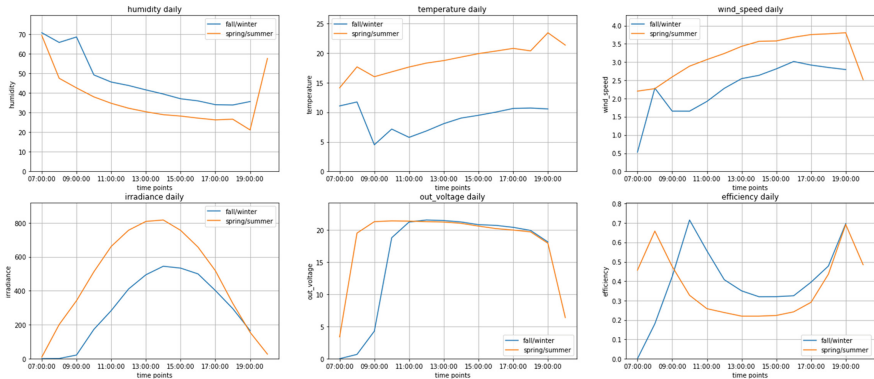 humidity daily
fall/winter
spring/summer
70
60
50
40
30
20
10
0
humidity
07:00:00 09:00:00 11:00:00 13:00:00 15:00:00 17:00:00 19:00:00
time points
temperature daily
fall/winter
spring/summer
25
20
15
10
5
0
temperature
07:00:00 09:00:00 11:00:00 13:00:00 15:00:00 17:00:00 19:00:00
time points
wind_speed daily
fall/winter
spring/summer
4.0
3.5
3.0
2.5
2.0
1.5
1.0
0.5
0.0
wind_speed
07:00:00 09:00:00 11:00:00 13:00:00 15:00:00 17:00:00 19:00:00
time points
irradiance daily
fall/winter
spring/summer
800
600
400
200
0
irradiance
07:00:00 09:00:00 11:00:00 13:00:00 15:00:00 17:00:00 19:00:00
time points
out_voltage daily
20
15
10
5
0
out_voltage
fall/winter
spring/summer
07:00:00 09:00:00 11:00:00 13:00:00 15:00:00 17:00:00 19:00:00
time points
efficiency daily
0.8
0.7
0.6
0.5
0.4
0.3
0.2
0.1
0.0
efficiency
fall/winter
spring/summer
07:00:00 09:00:00 11:00:00 13:00:00 15:00:00 17:00:00 19:00:00
time points